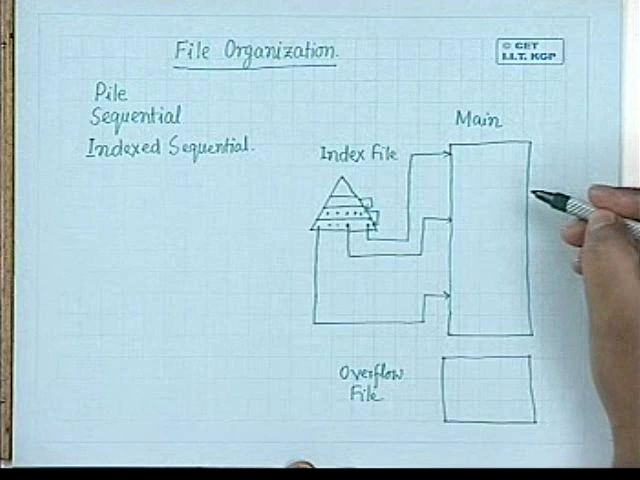 File Organization.
© CET
I.I.T. KGP
Pile
Sequential
Indexed Sequential.
Main
Index File
Overflow
File